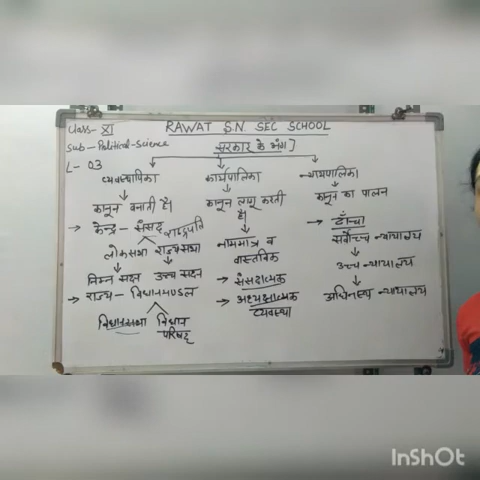 Class- XI
RAWAT S.N. SEC SCHOOL
Sub - Political-Science
सरकार के अंग]
L- 03
व्यवस्थापिका
कार्यपालिका
न्यायपालिका
कानून बनाती है।
कानून लागू करती है।
कानून का पालन
→ केन्द्र - संसद राष्ट्रपति
लोकसभा राज्यसभा
निम्न सदन उच्च सदन
→ राज्य - विधानमण्डल
विधानसभा विधान परिषद्
नाममात्र व
वास्तविक
→ संसदात्मक
→ अध्यक्षात्मक
व्यवस्था
→ ढाँचा
सर्वोच्च न्यायालय
उच्च न्यायालय
अधिनस्थ न्यायालय
InShOt